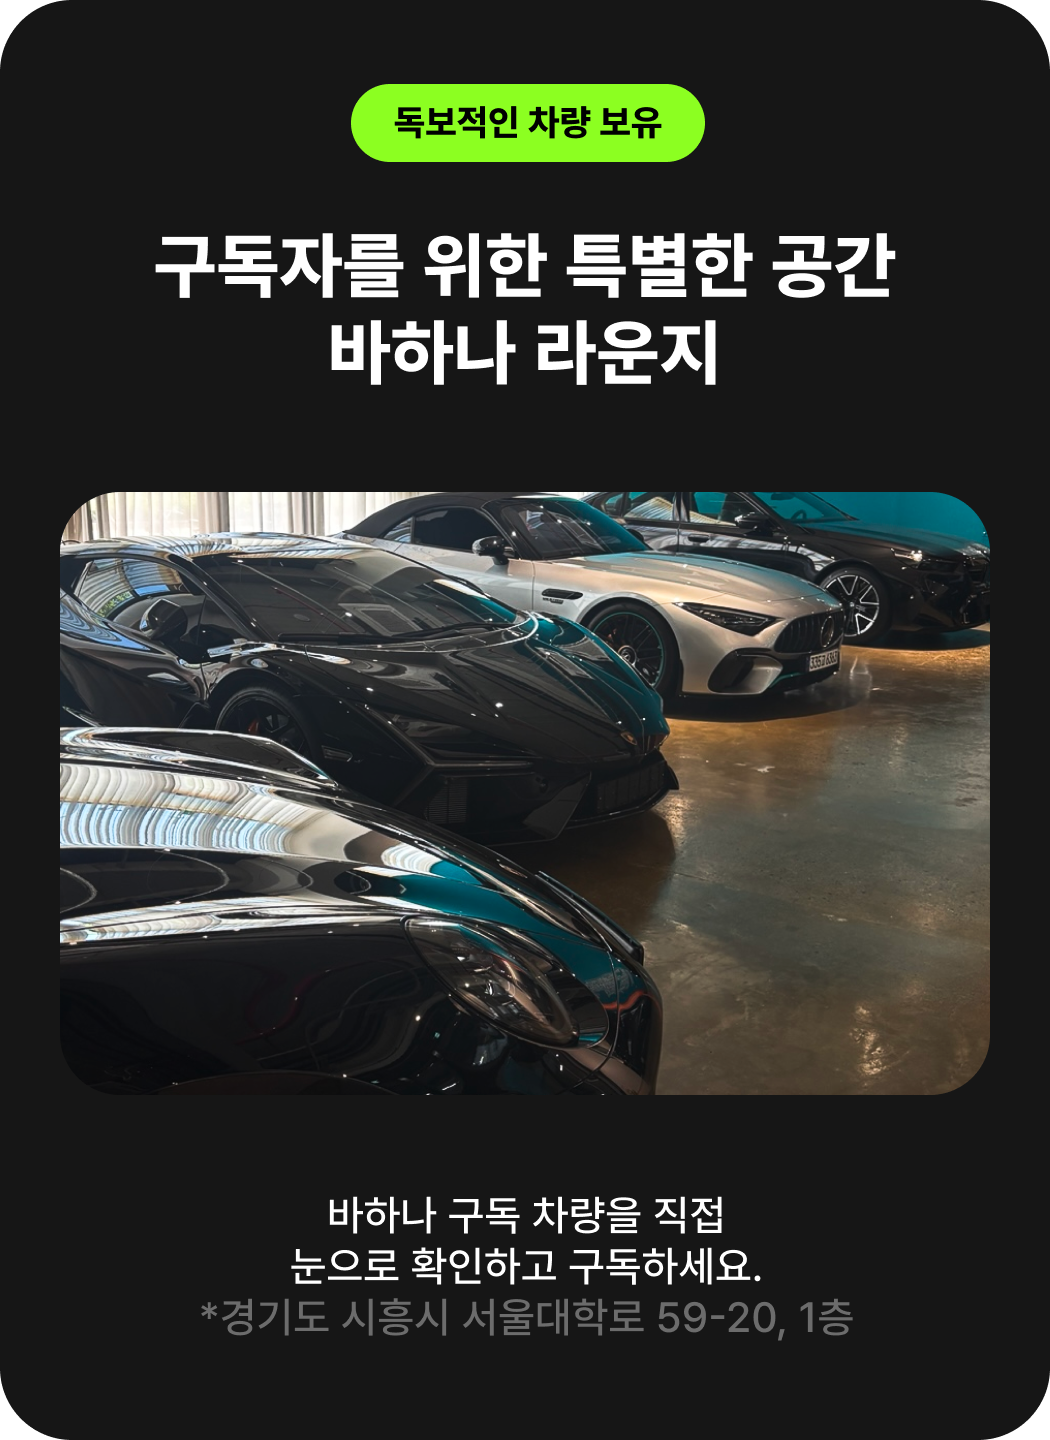 독보적인 차량 보유
구독자를 위한 특별한 공간
바하나 라운지
바하나 구독 차량을 직접
눈으로 확인하고 구독하세요.
*경기도 시흥시 서울대학로 59-20, 1층